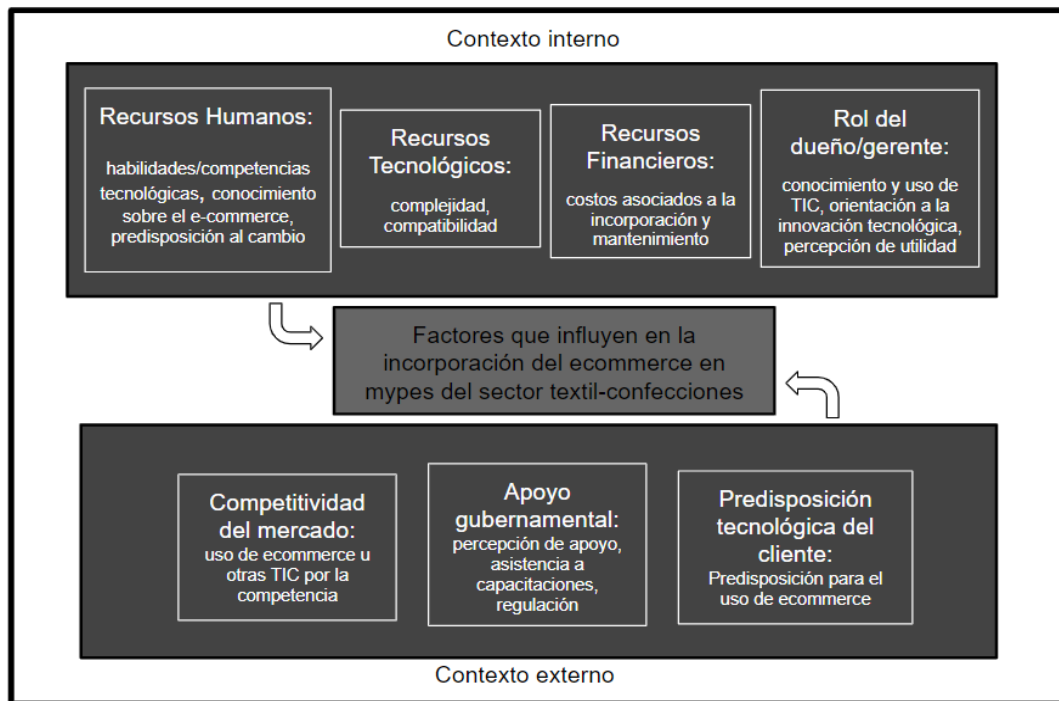 Contexto interno
Recursos Humanos:
habilidades/competencias
tecnológicas, conocimiento
sobre el e-commerce,
predisposición al cambio
Recursos
Tecnológicos:
complejidad,
compatibilidad
Recursos
Financieros:
costos asociados a la
incorporación y
mantenimiento
Rol del
dueño/gerente:
conocimiento y uso de
TIC, orientación a la
innovación tecnológica,
percepción de utilidad
Factores que influyen en la
incorporación del ecommerce en
mypes del sector textil-confecciones
Competitividad
del mercado:
uso de ecommerce u
otras TIC por la
competencia
Apoyo
gubernamental:
percepción de apoyo,
asistencia a
capacitaciones,
regulación
Predisposición
tecnológica del
cliente:
Predisposición para el
uso de ecommerce
Contexto externo